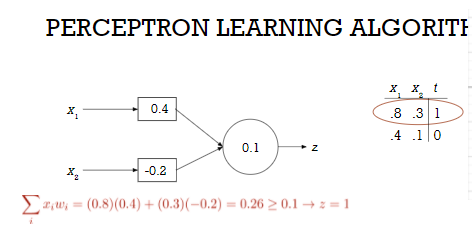 PERCEPTRON LEARNING ALGORITH
x₁ x₂ t
.8 .3 1
.4 .1 0
x₁ 0.4
0.1 z
x₂ -0.2
∑ᵢ xᵢwᵢ = (0.8)(0.4) + (0.3)(−0.2) = 0.26 ≥ 0.1 → z = 1